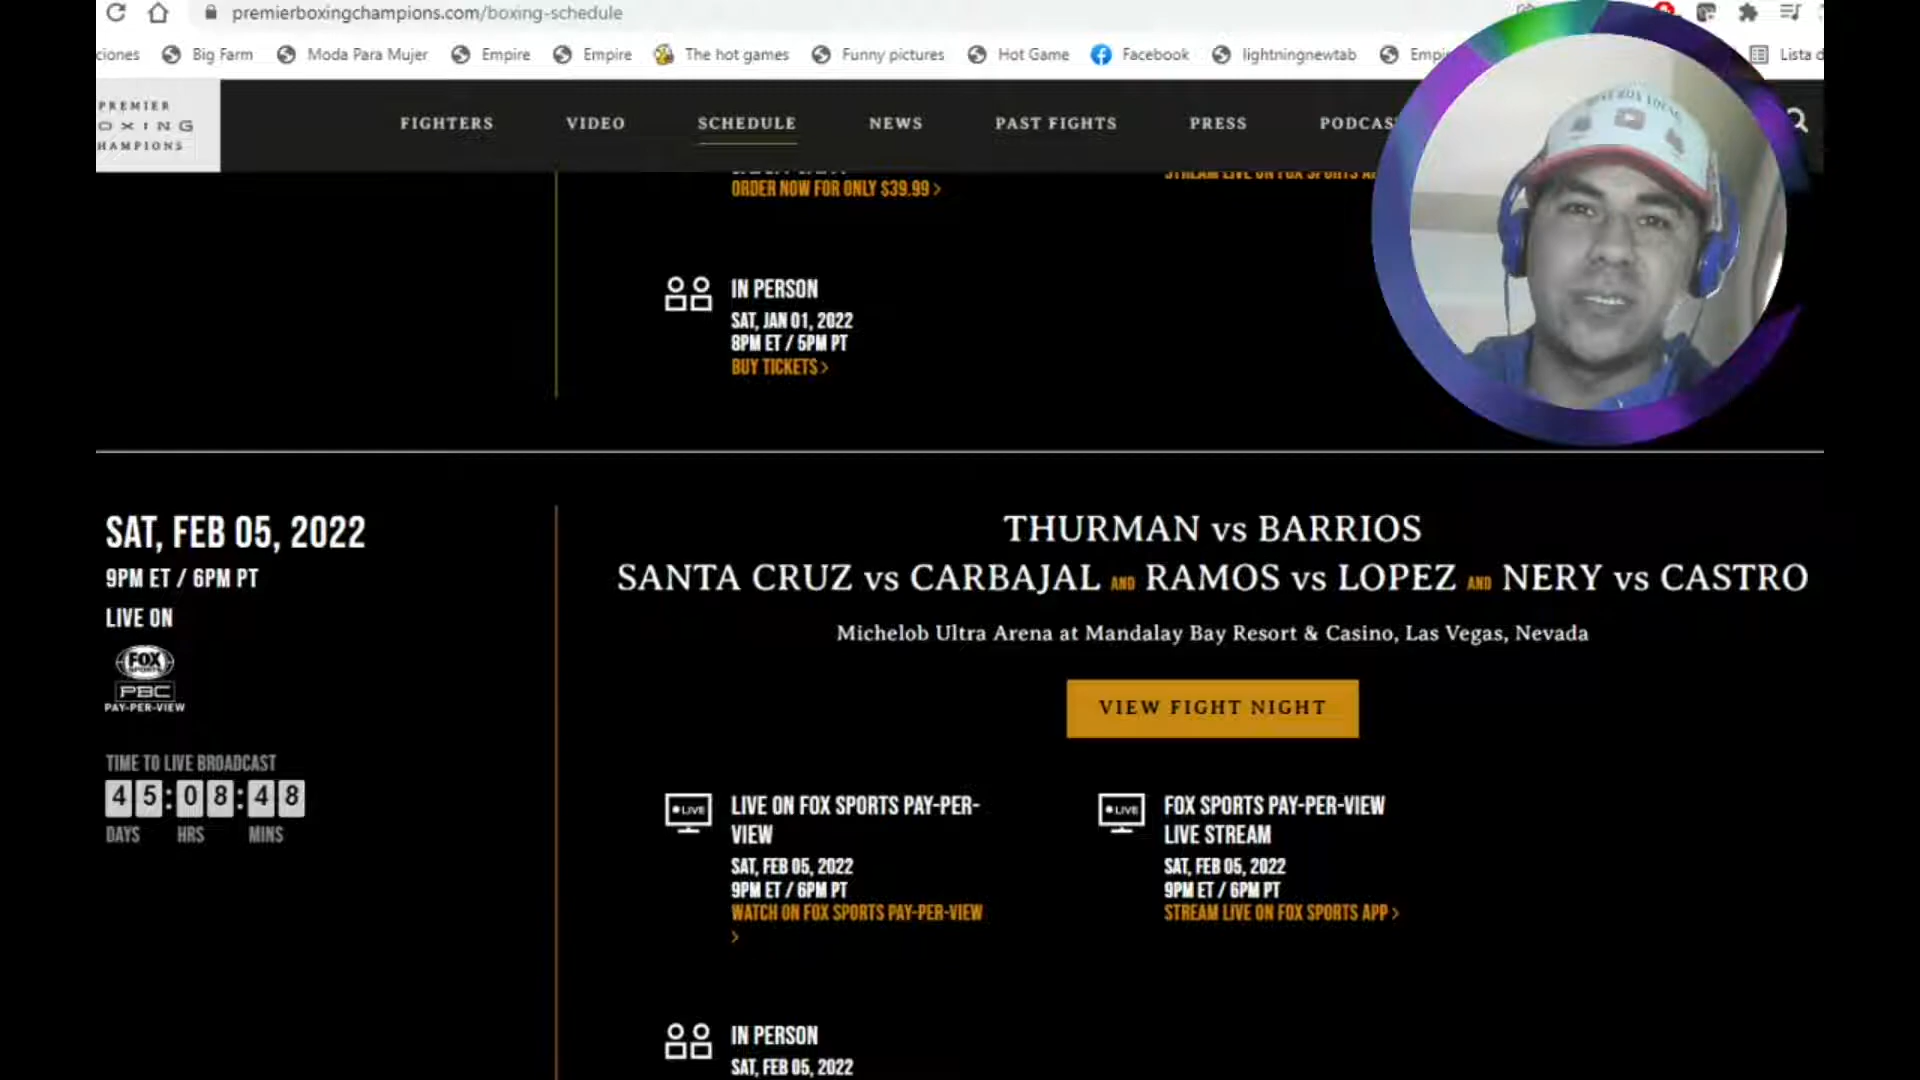 premierboxingchampions.com/boxing-schedule
ciones Big Farm Moda Para Mujer Empire Empire The hot games Funny pictures Hot Game Facebook lightningnewtab Lista d
PREMIER
OXING
HAMPIONS
FIGHTERS VIDEO SCHEDULE NEWS PAST FIGHTS PRESS PODCAS
ORDER NOW FOR ONLY $39.99 >
STREAM LIVE ON FOX SPORTS A
IN PERSON
SAT, JAN 01, 2022
8PM ET / 5PM PT
BUY TICKETS >
SAT, FEB 05, 2022
9PM ET / 6PM PT
LIVE ON
FOX
SPORTS
PBC
PAY-PER-VIEW
TIME TO LIVE BROADCAST
45:08:48
DAYS HRS MINS
THURMAN vs BARRIOS
SANTA CRUZ vs CARBAJAL AND RAMOS vs LOPEZ AND NERY vs CASTRO
Michelob Ultra Arena at Mandalay Bay Resort & Casino, Las Vegas, Nevada
VIEW FIGHT NIGHT
LIVE
LIVE ON FOX SPORTS PAY-PER-
VIEW
SAT, FEB 05, 2022
9PM ET / 6PM PT
WATCH ON FOX SPORTS PAY-PER-VIEW
>
LIVE
FOX SPORTS PAY-PER-VIEW
LIVE STREAM
SAT, FEB 05, 2022
9PM ET / 6PM PT
STREAM LIVE ON FOX SPORTS APP >
IN PERSON
SAT, FEB 05, 2022